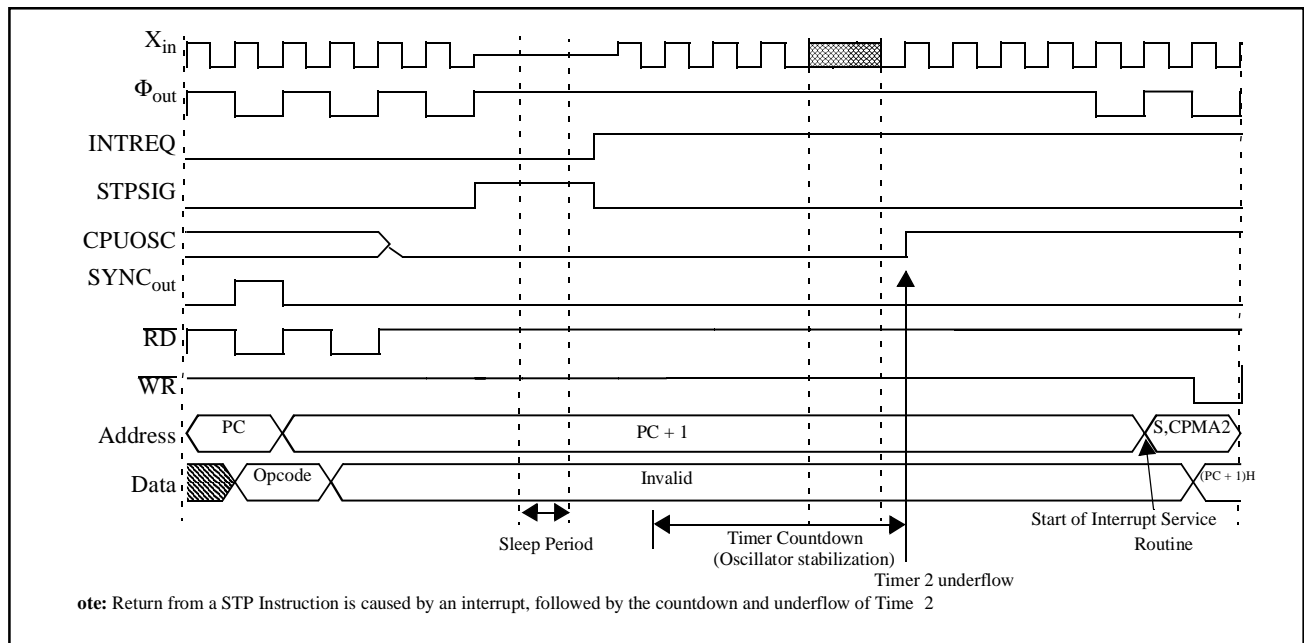 Xin
Φout
INTREQ
STPSIG
CPUOSC
SYNCout
RD
WR
Address PC PC + 1 S,CPMA2
Data Opcode Invalid (PC + 1)H
Sleep Period
Timer Countdown
(Oscillator stabilization)
Start of Interrupt Service
Routine
Timer 2 underflow
ote: Return from a STP Instruction is caused by an interrupt, followed by the countdown and underflow of Time 2